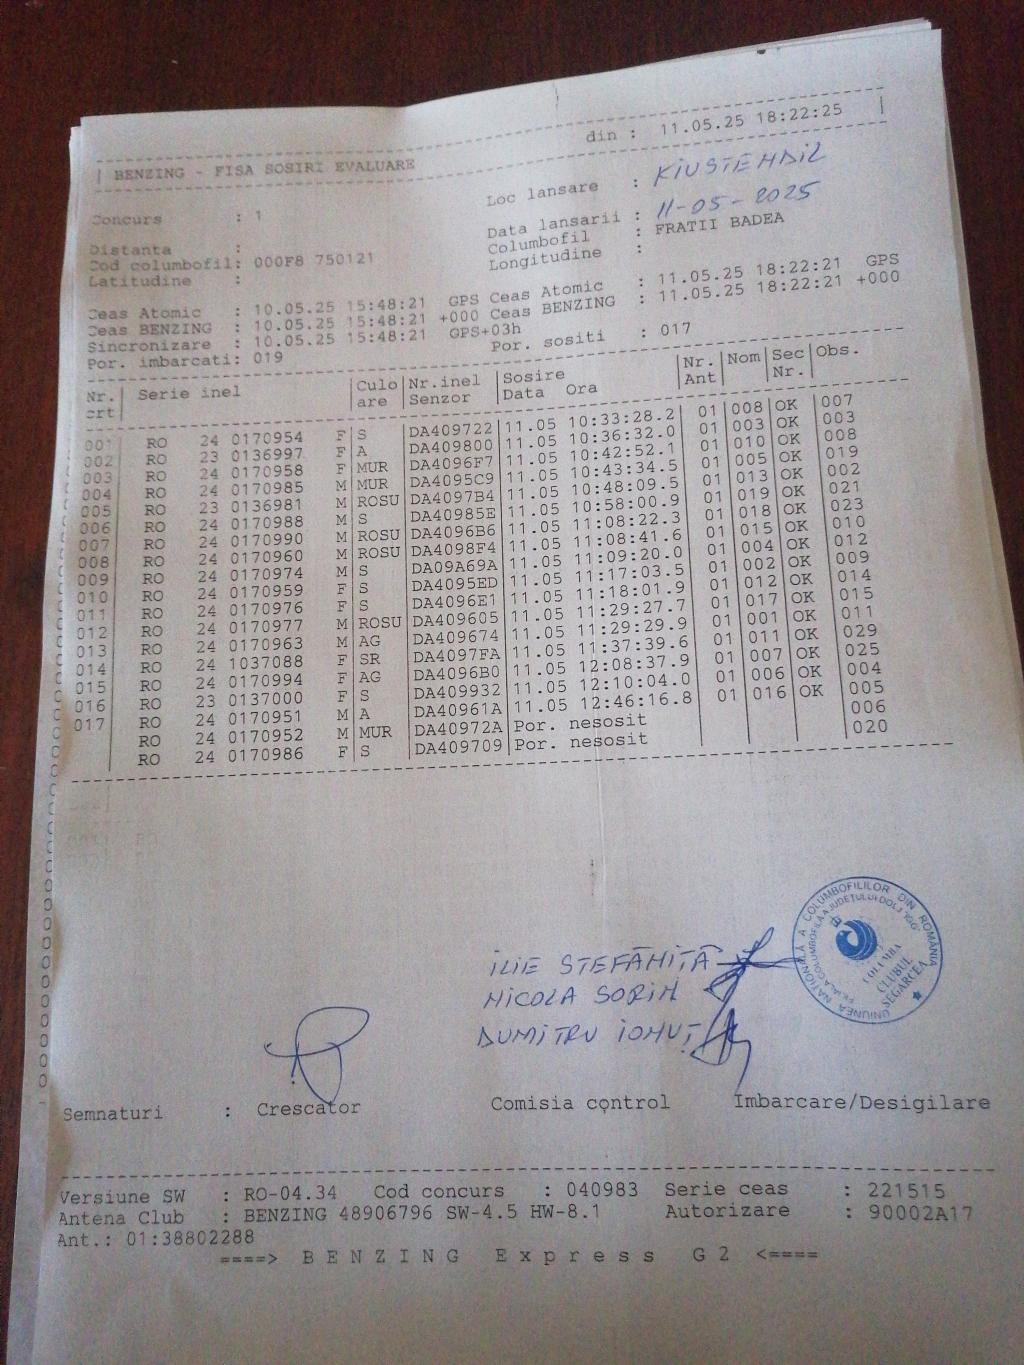 din : 11.05.25 18:22:25
BENZING - FISA SOSIRI EVALUARE
Concurs : 1 Loc lansare : KIUSTEHDIL
Data lansarii : 11-05-2025
Distanta : Columbofil : FRATII BADEA
Cod columbofil: 000F8 750121 Longitudine :
Latitudine :
Ceas Atomic : 10.05.25 15:48:21 GPS Ceas Atomic : 11.05.25 18:22:21 GPS
Ceas BENZING : 10.05.25 15:48:21 +000 Ceas BENZING : 11.05.25 18:22:21 +000
Sincronizare : 10.05.25 15:48:21 GPS+03h
Por. imbarcati: 019 Por. sositi : 017
Nr. crt Serie inel Culo are Nr.inel Senzor Sosire Data Ora Nr. Ant Nom Sec Nr. Obs.
001 RO 24 0170954 F S DA409722 11.05 10:33:28.2 01 008 OK 007
002 RO 23 0136997 F A DA409800 11.05 10:36:32.0 01 003 OK 003
003 RO 24 0170958 F MUR DA4096F7 11.05 10:42:52.1 01 010 OK 008
004 RO 24 0170985 M MUR DA4095C9 11.05 10:43:34.5 01 005 OK 019
005 RO 23 0136981 M ROSU DA4097B4 11.05 10:48:09.5 01 013 OK 002
006 RO 24 0170988 M S DA40985E 11.05 10:58:00.9 01 019 OK 021
007 RO 24 0170990 M ROSU DA4096B6 11.05 11:08:22.3 01 018 OK 023
008 RO 24 0170960 M ROSU DA4098F4 11.05 11:08:41.6 01 015 OK 010
009 RO 24 0170974 M S DA09A69A 11.05 11:09:20.0 01 004 OK 012
010 RO 24 0170959 F S DA4095ED 11.05 11:17:03.5 01 002 OK 009
011 RO 24 0170976 F S DA4096E1 11.05 11:18:01.9 01 012 OK 014
012 RO 24 0170977 M ROSU DA409605 11.05 11:29:27.7 01 017 OK 015
013 RO 24 0170963 M AG DA409674 11.05 11:29:29.9 01 001 OK 011
014 RO 24 1037088 F SR DA4097FA 11.05 11:37:39.6 01 011 OK 029
015 RO 24 0170994 F AG DA4096B0 11.05 12:08:37.9 01 007 OK 025
016 RO 23 0137000 F S DA409932 11.05 12:10:04.0 01 006 OK 004
017 RO 24 0170951 M A DA40961A 11.05 12:46:16.8 01 016 OK 005
RO 24 0170952 M MUR DA40972A Por. nesosit 006
RO 24 0170986 F S DA409709 Por. nesosit 020
UNIUNEA NAȚIONALĂ A COLUMBOFILILOR DIN ROMÂNIA
COLUMBA
CLUBUL
SEGARCEA
ILIE STEFĂHIȚĂ
HICOLA SORIH
DUMITRU IOHUȚ
Semnaturi : Crescator Comisia control Imbarcare/Desigilare
Versiune SW : RO-04.34 Cod concurs : 040983 Serie ceas : 221515
Antena Club : BENZING 48906796 SW-4.5 HW-8.1 Autorizare : 90002A17
Ant.: 01:38802288
====> BENZING Express G2 <====